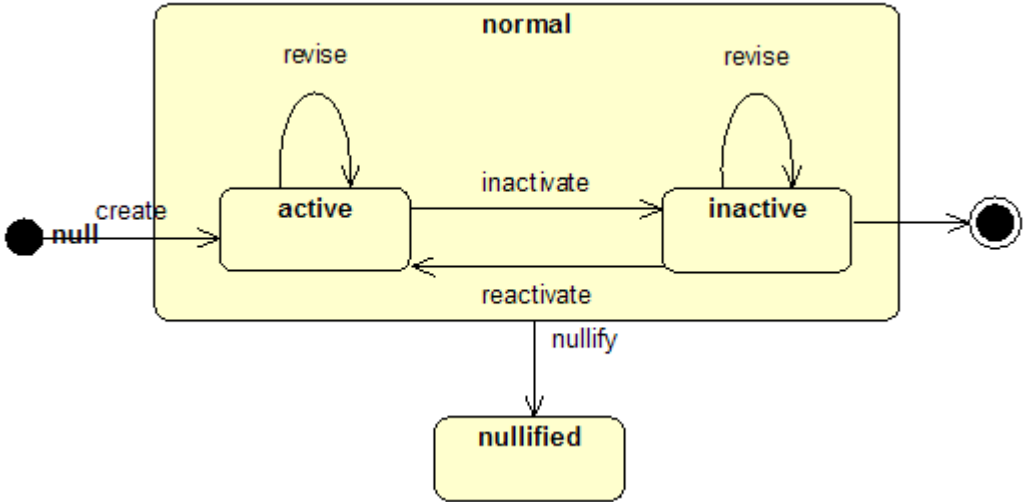 normal
revise
revise
inactivate
active
inactive
create
null
reactivate
nullify
nullified